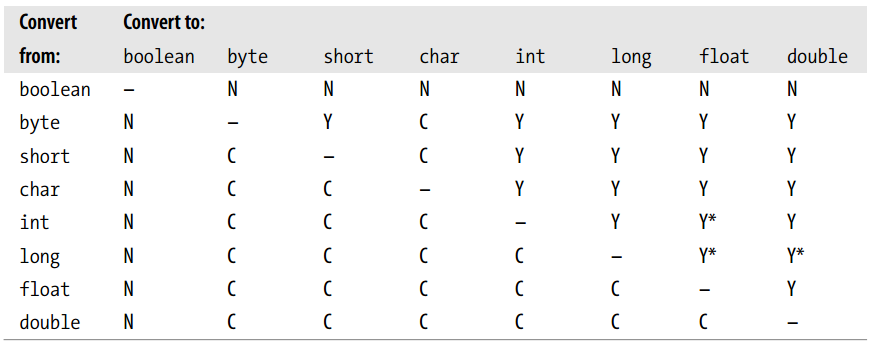 Convert Convert to:
from: boolean byte short char int long float double
boolean – N N N N N N N
byte N – Y C Y Y Y Y
short N C – C Y Y Y Y
char N C C – Y Y Y Y
int N C C C – Y Y* Y
long N C C C C – Y* Y*
float N C C C C C – Y
double N C C C C C C –